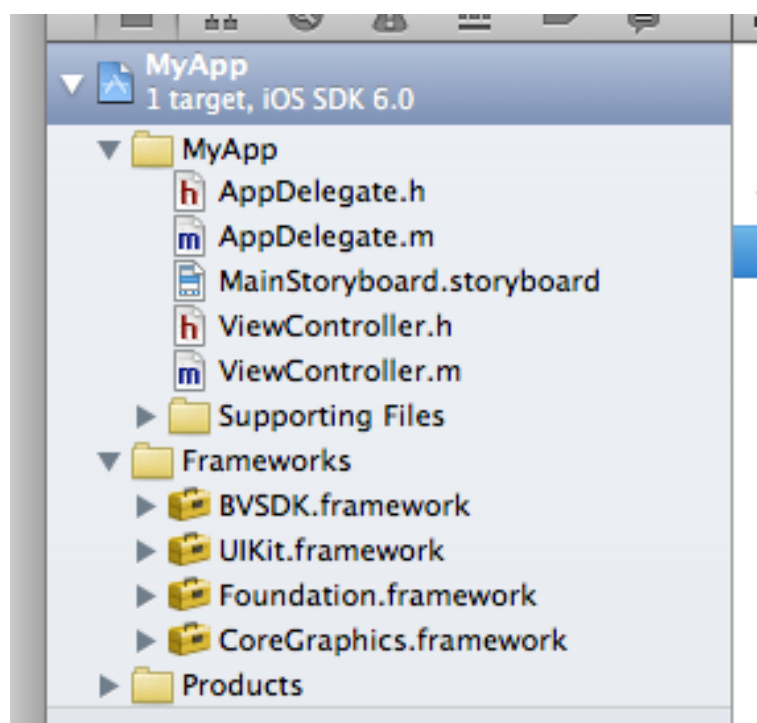 MyApp
1 target, iOS SDK 6.0
MyApp
h AppDelegate.h
m AppDelegate.m
MainStoryboard.storyboard
h ViewController.h
m ViewController.m
Supporting Files
Frameworks
BVSDK.framework
UIKit.framework
Foundation.framework
CoreGraphics.framework
Products